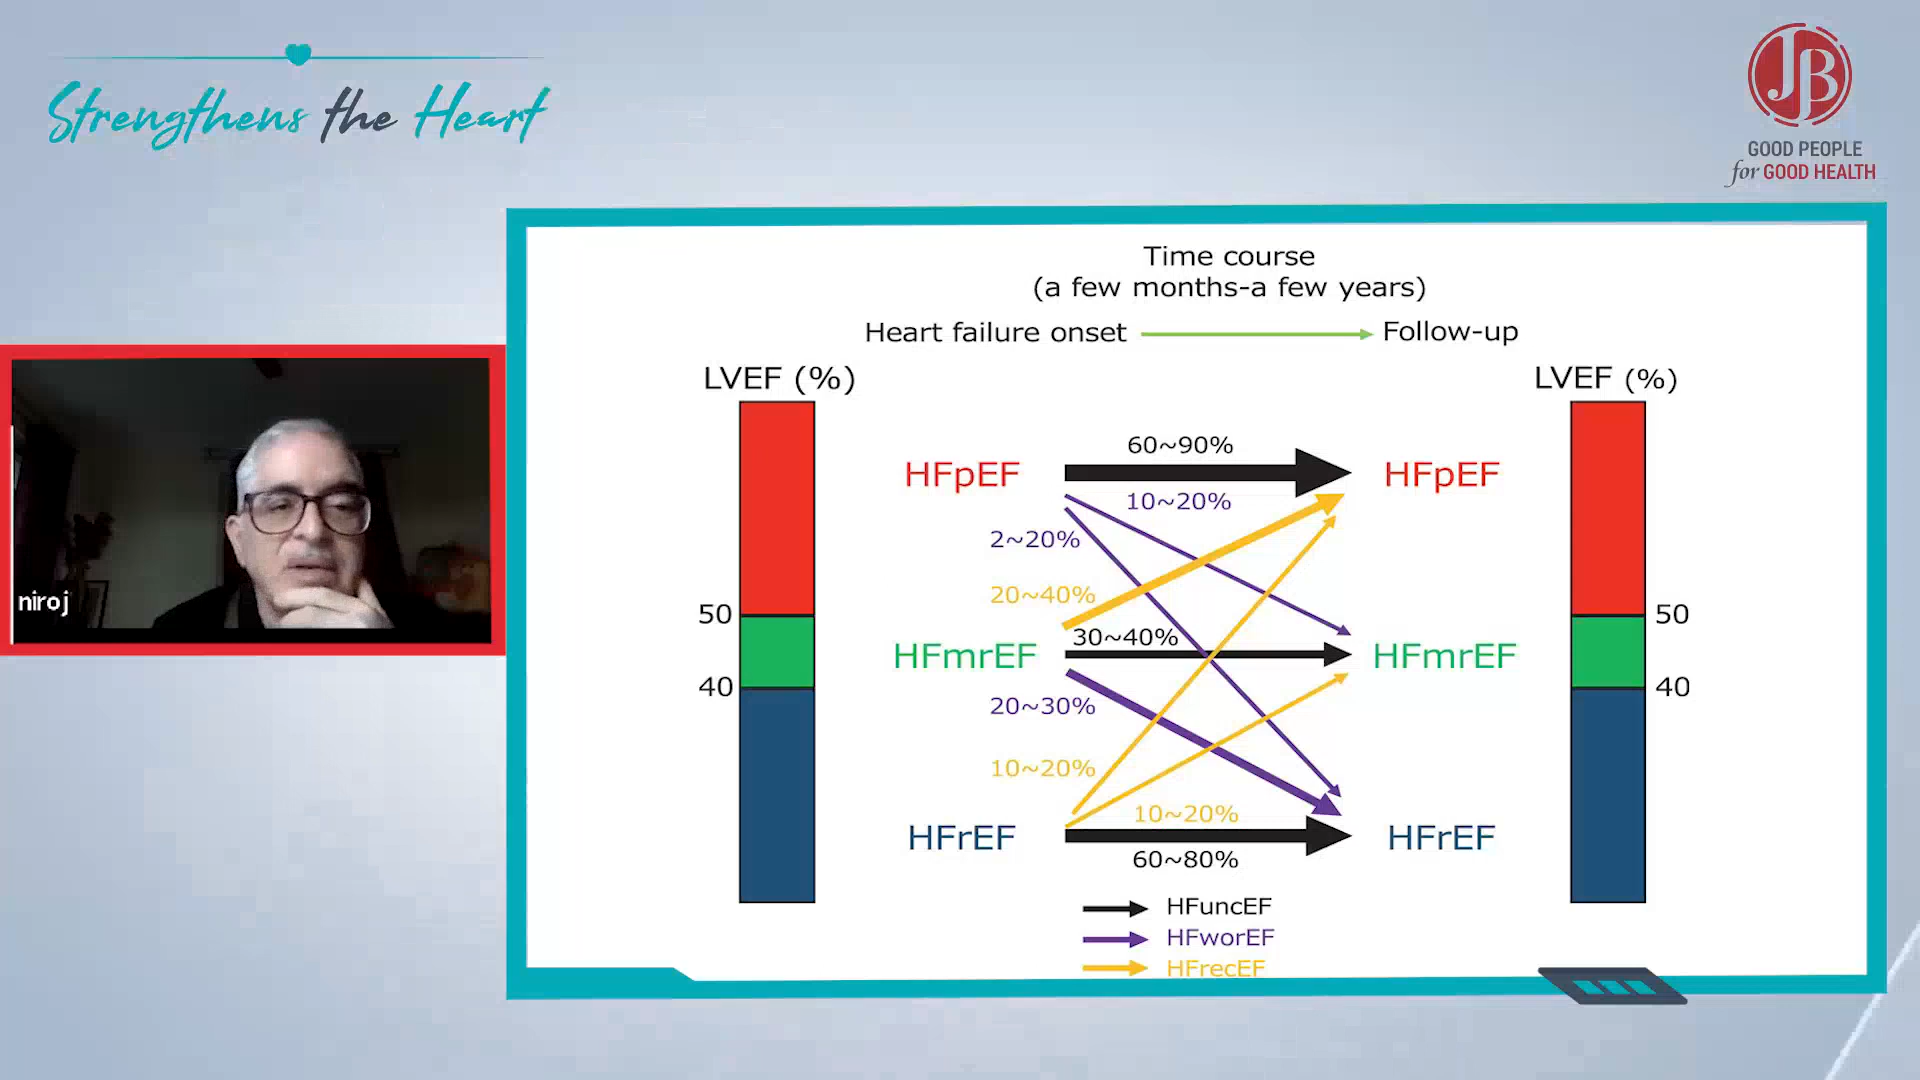 Strengthens the Heart
JB
GOOD PEOPLE
for GOOD HEALTH
niroj
Time course
(a few months-a few years)
Heart failure onset
Follow-up
LVEF (%)
LVEF (%)
60~90%
HFpEF
HFpEF
10~20%
2~20%
20~40%
50
50
30~40%
HFmrEF
HFmrEF
40
40
20~30%
10~20%
10~20%
HFrEF
HFrEF
60~80%
HFuncEF
HFworEF
HFrecEF